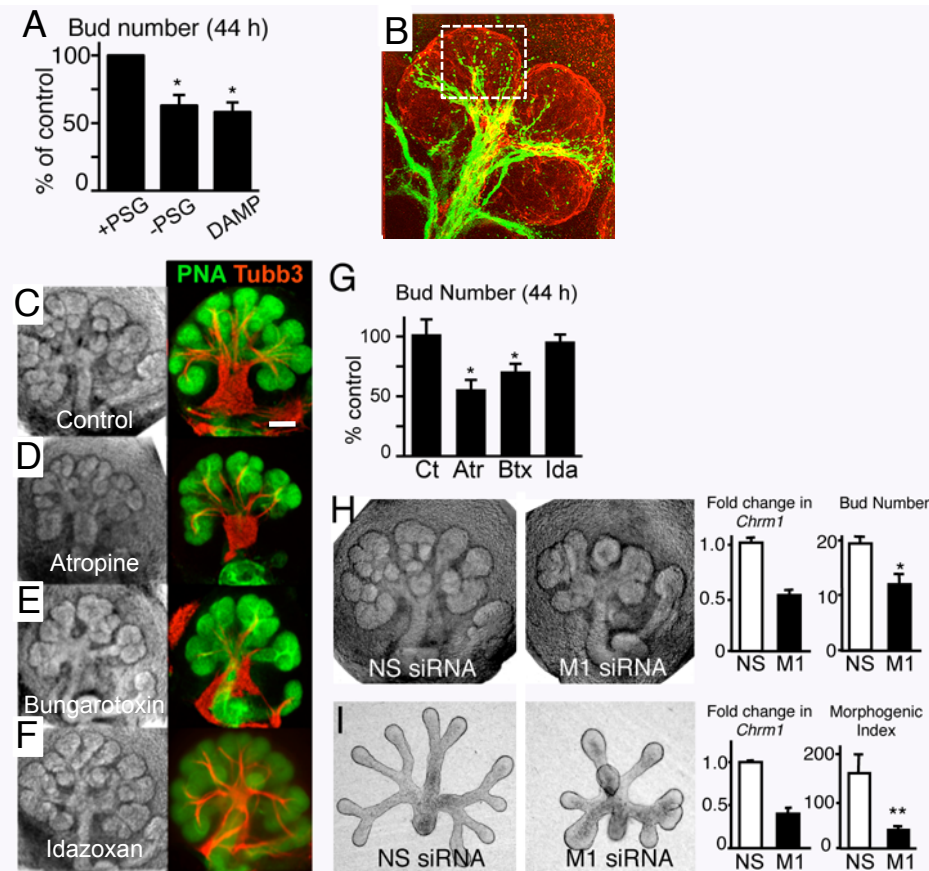 A
Bud number (44 h)
% of control
100
50
0
*
*
+PSG
-PSG
DAMP
B
PNA Tubb3
C
Control
D
Atropine
E
Bungarotoxin
F
Idazoxan
G
Bud Number (44 h)
% control
100
50
0
*
*
Ct Atr Btx Ida
H
NS siRNA
M1 siRNA
Fold change in
Chrm1
1.0
0.5
0
NS M1
Bud Number
20
10
0
*
NS M1
I
NS siRNA
M1 siRNA
Fold change in
Chrm1
1.0
0.5
0
NS M1
Morphogenic
Index
200
100
0
**
NS M1